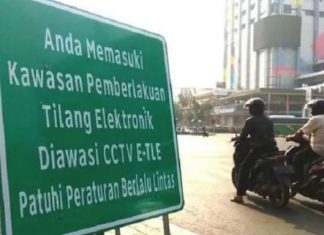 Anda Memasuki
Kawasan Pemberlakuan
Tilang Elektronik
Diawasi CCTV E-TLE
Patuhi Peraturan Berlalu Lintas